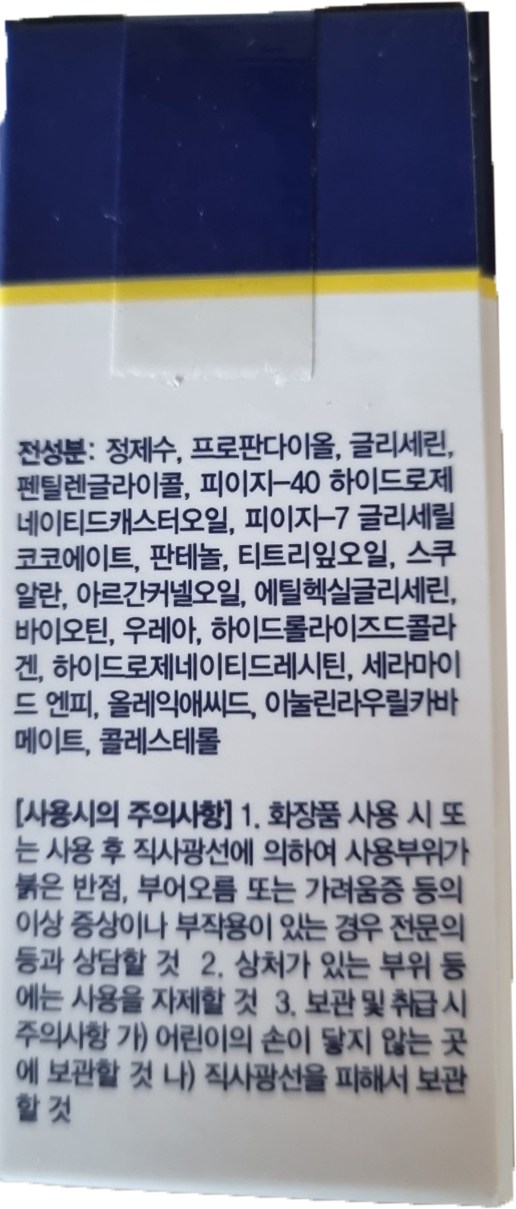 전성분: 정제수, 프로판다이올, 글리세린,
펜틸렌글라이콜, 피이지-40 하이드로제
네이티드캐스터오일, 피이지-7 글리세릴
코코에이트, 판테놀, 티트리잎오일, 스쿠
알란, 아르간커넬오일, 에틸헥실글리세린,
바이오틴, 우레아, 하이드롤라이즈드콜라
겐, 하이드로제네이티드레시틴, 세라마이
드 엔피, 올레익애씨드, 이눌린라우릴카바
메이트, 콜레스테롤
[사용시의 주의사항] 1. 화장품 사용 시 또
는 사용 후 직사광선에 의하여 사용부위가
붉은 반점, 부어오름 또는 가려움증 등의
이상 증상이나 부작용이 있는 경우 전문의
등과 상담할 것 2. 상처가 있는 부위 등
에는 사용을 자제할 것 3. 보관 및 취급 시
주의사항 가) 어린이의 손이 닿지 않는 곳
에 보관할 것 나) 직사광선을 피해서 보관
할 것